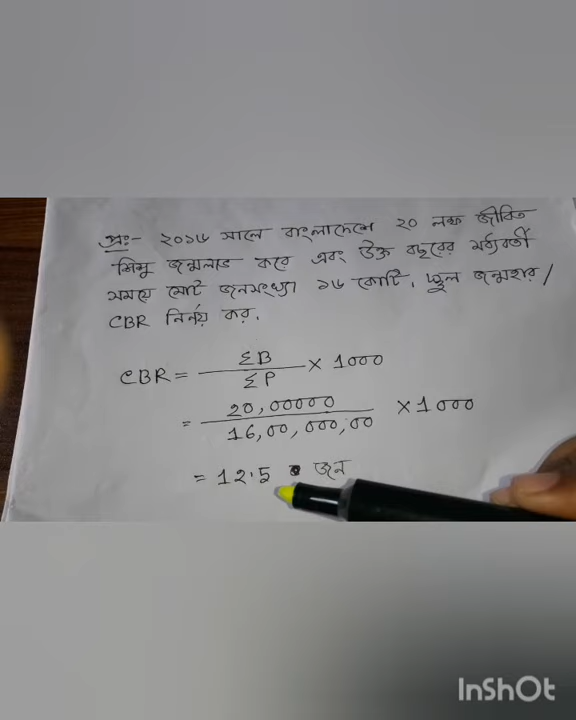 প্রঃ- ২০১৬ সালে বাংলাদেশে ২০ লক্ষ জীবিত
শিশু জন্মলাভ করে এবং উক্ত বছরের মধ্যবর্তী
সময়ে মোট জনসংখ্যা ১৬ কোটি, স্থূল জন্মহার/
CBR নির্নয় কর.
CBR = ΣB / ΣP × 1000
= 20,00000 / 16,00,000,00 × 1000
= 12.5 জন
InShOt